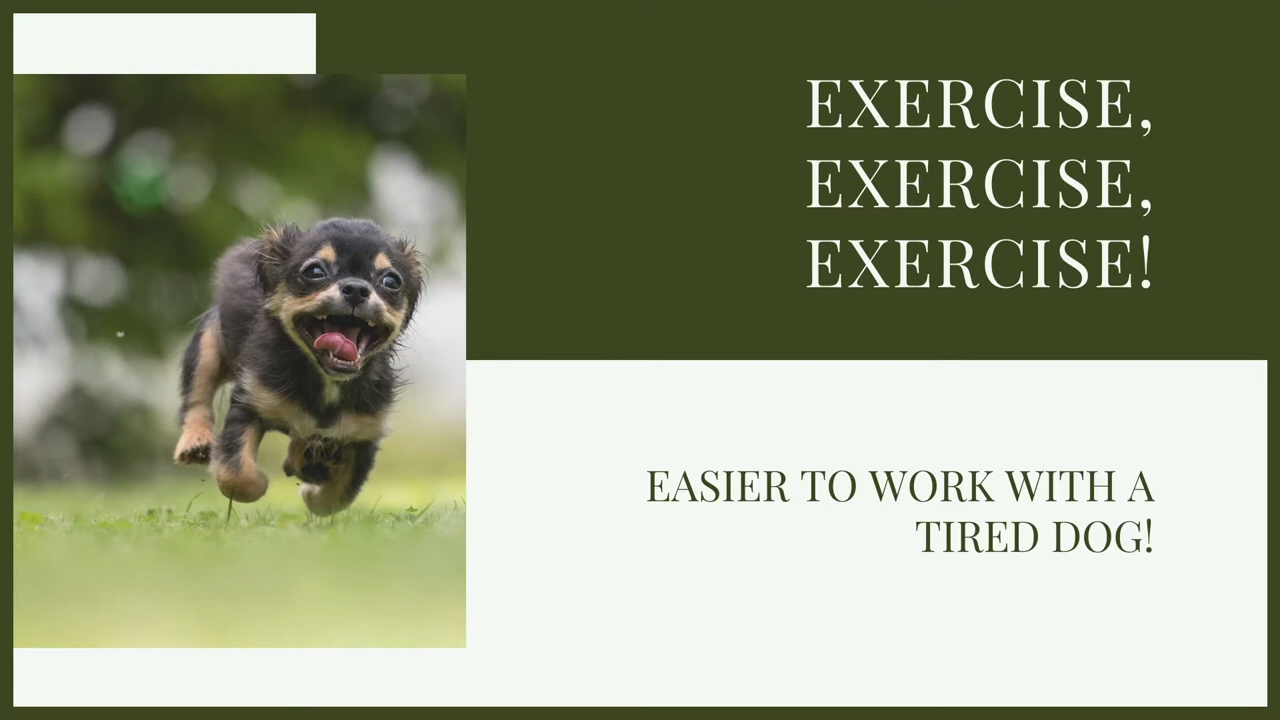 EXERCISE,
EXERCISE,
EXERCISE!
EASIER TO WORK WITH A
TIRED DOG!